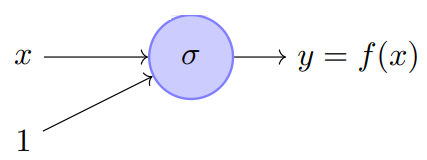 x σ y = f(x)
1